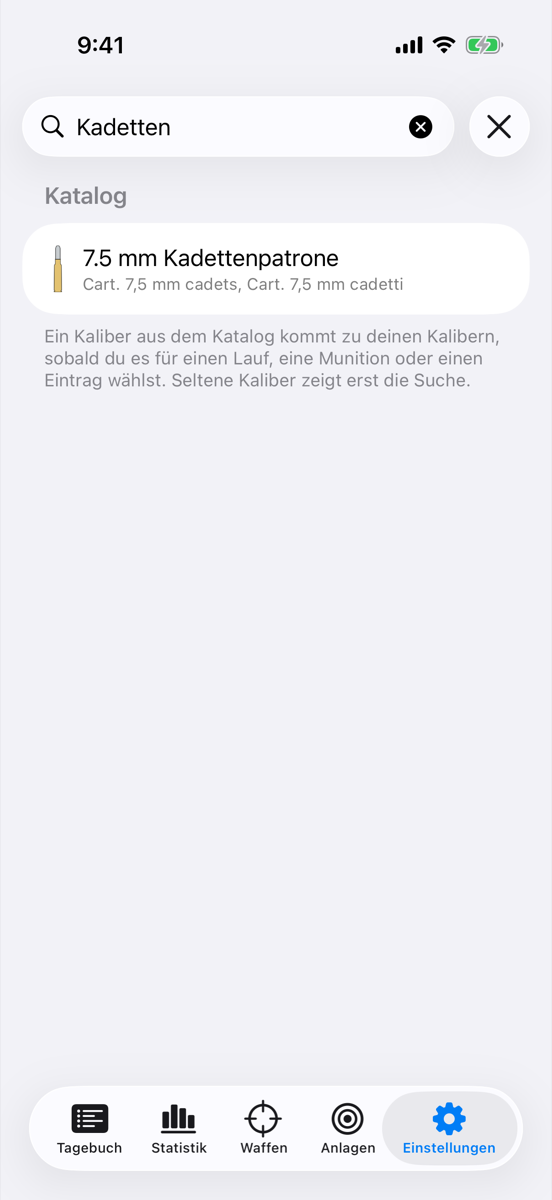 9:41
Kadetten
Katalog
7.5 mm Kadettenpatrone
Cart. 7,5 mm cadets, Cart. 7,5 mm cadetti
Ein Kaliber aus dem Katalog kommt zu deinen Kalibern,
sobald du es für einen Lauf, eine Munition oder einen
Eintrag wählst. Seltene Kaliber zeigt erst die Suche.
Tagebuch
Statistik
Waffen
Anlagen
Einstellungen